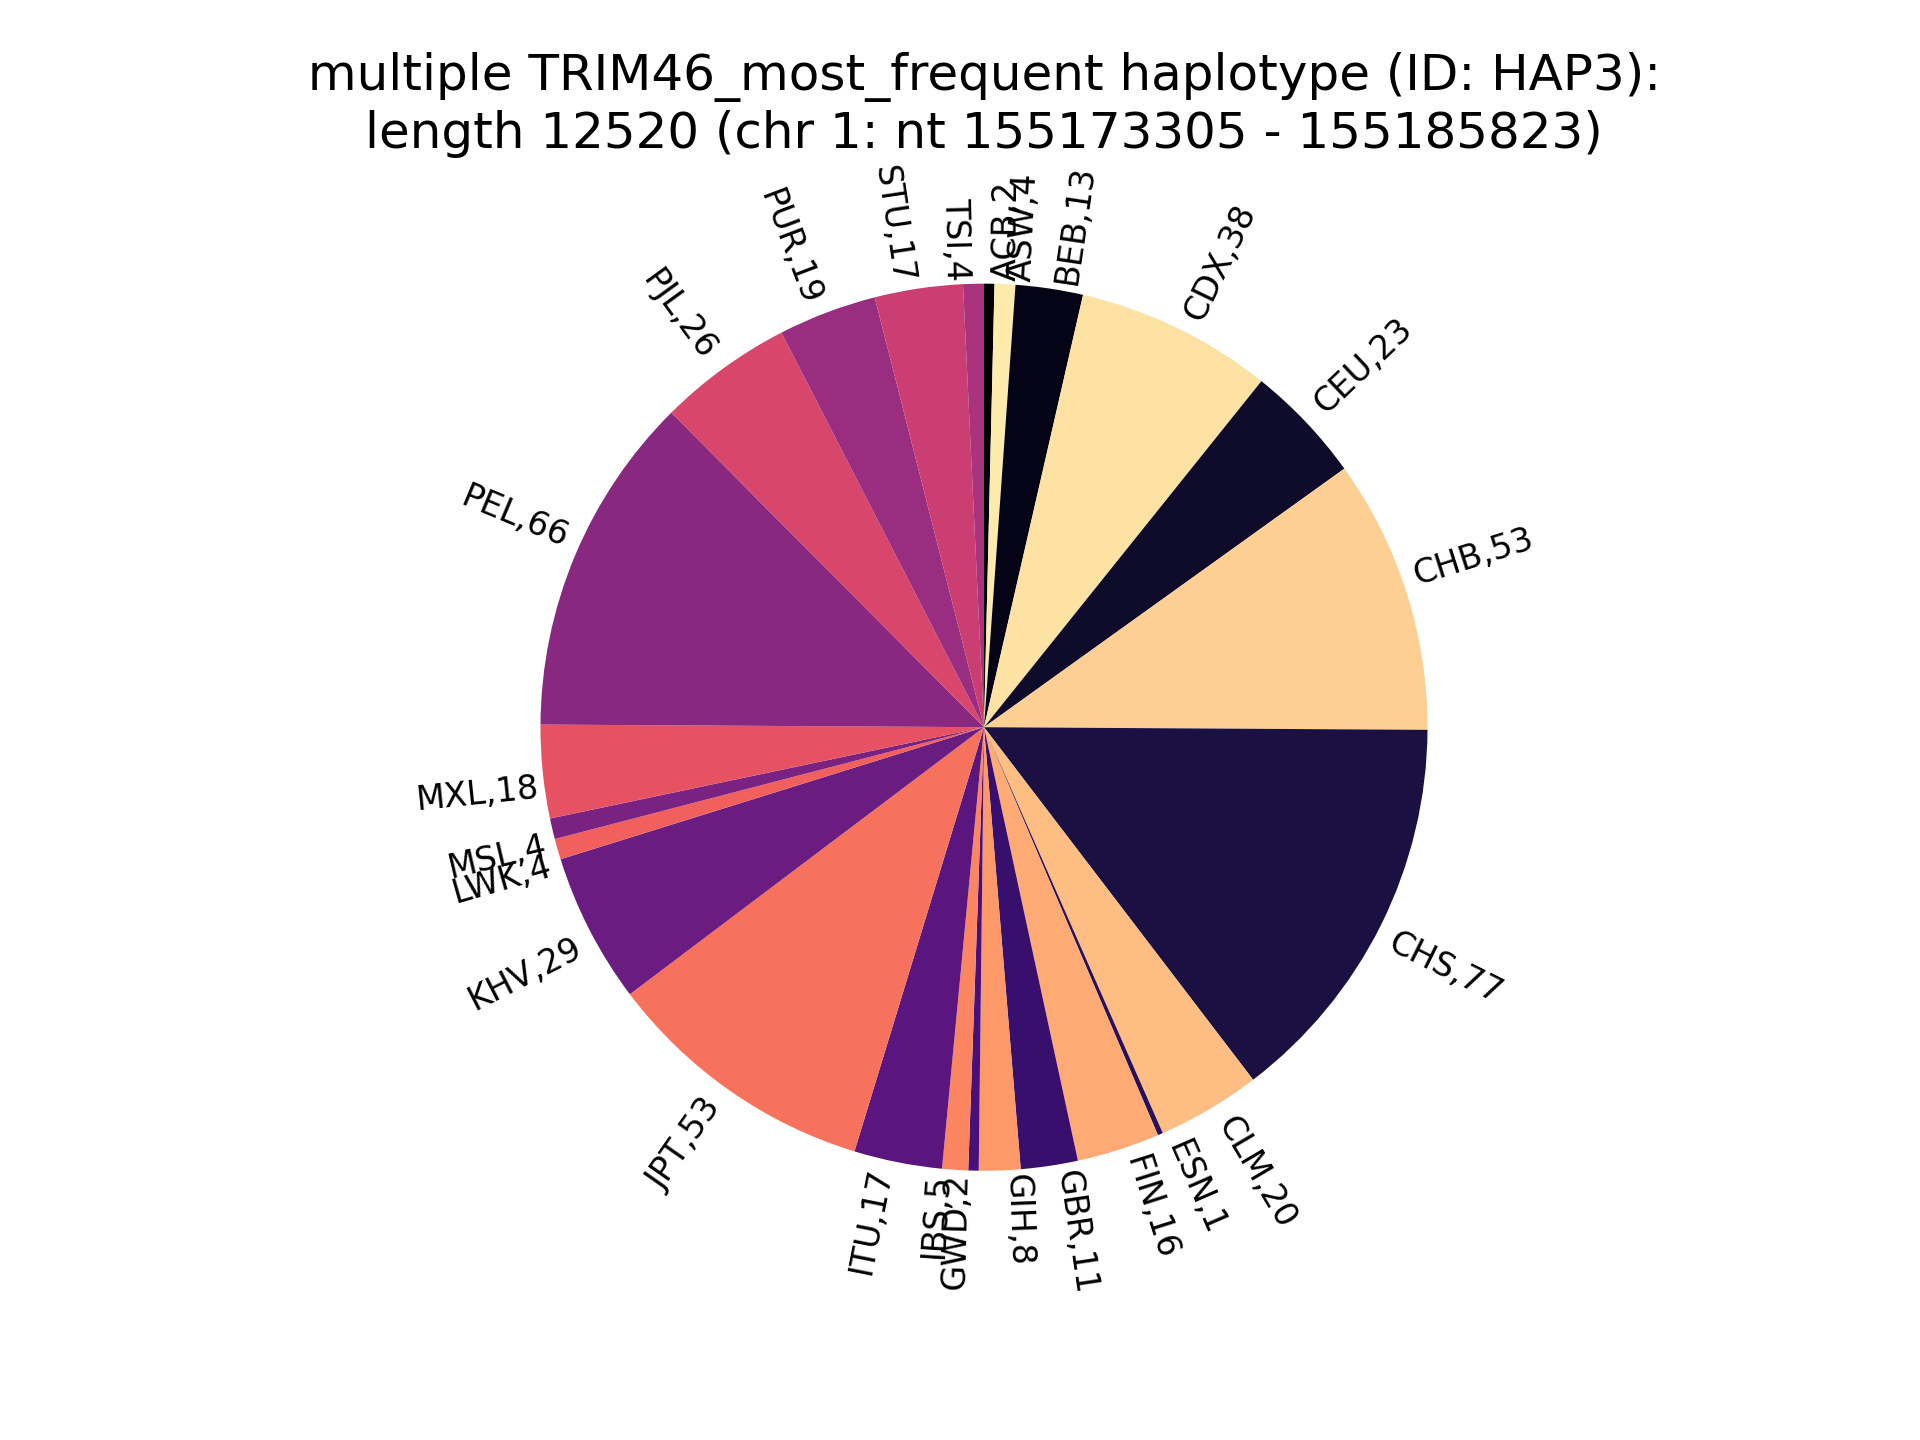 multiple TRIM46_most_frequent haplotype (ID: HAP3):
length 12520 (chr 1: nt 155173305 - 155185823)
ACB,2
ASW,4
BEB,13
CDX,38
CEU,23
CHB,53
CHS,77
CLM,20
ESN,1
FIN,16
GBR,11
GIH,8
GWD,2
IBS,5
ITU,17
JPT,53
KHV,29
LWK,4
MSL,4
MXL,18
PEL,66
PJL,26
PUR,19
STU,17
TSI,4